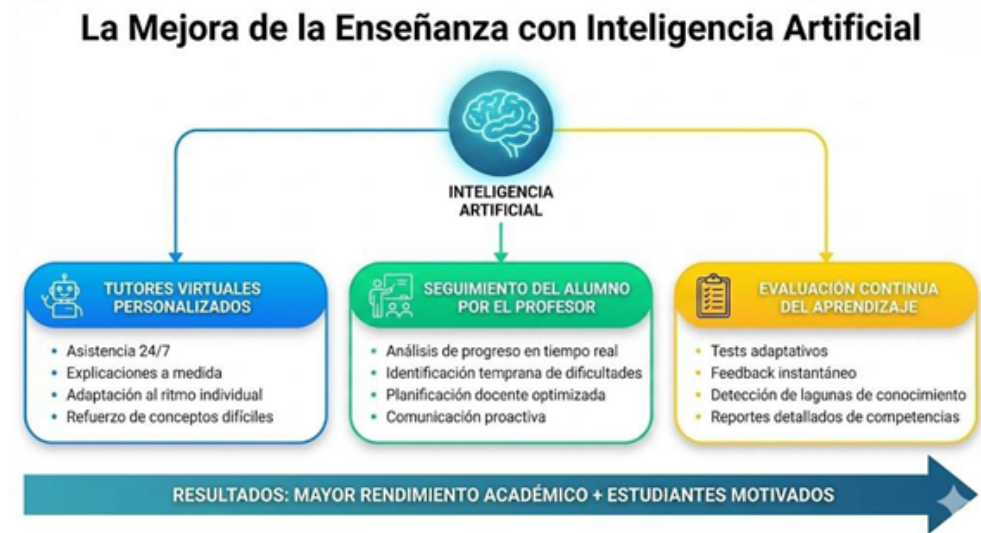 La Mejora de la Enseñanza con Inteligencia Artificial
INTELIGENCIA
ARTIFICIAL
TUTORES VIRTUALES
PERSONALIZADOS
• Asistencia 24/7
• Explicaciones a medida
• Adaptación al ritmo individual
• Refuerzo de conceptos difíciles
SEGUIMIENTO DEL ALUMNO
POR EL PROFESOR
• Análisis de progreso en tiempo real
• Identificación temprana de dificultades
• Planificación docente optimizada
• Comunicación proactiva
EVALUACIÓN CONTINUA
DEL APRENDIZAJE
• Tests adaptativos
• Feedback instantáneo
• Detección de lagunas de conocimiento
• Reportes detallados de competencias
RESULTADOS: MAYOR RENDIMIENTO ACADÉMICO + ESTUDIANTES MOTIVADOS